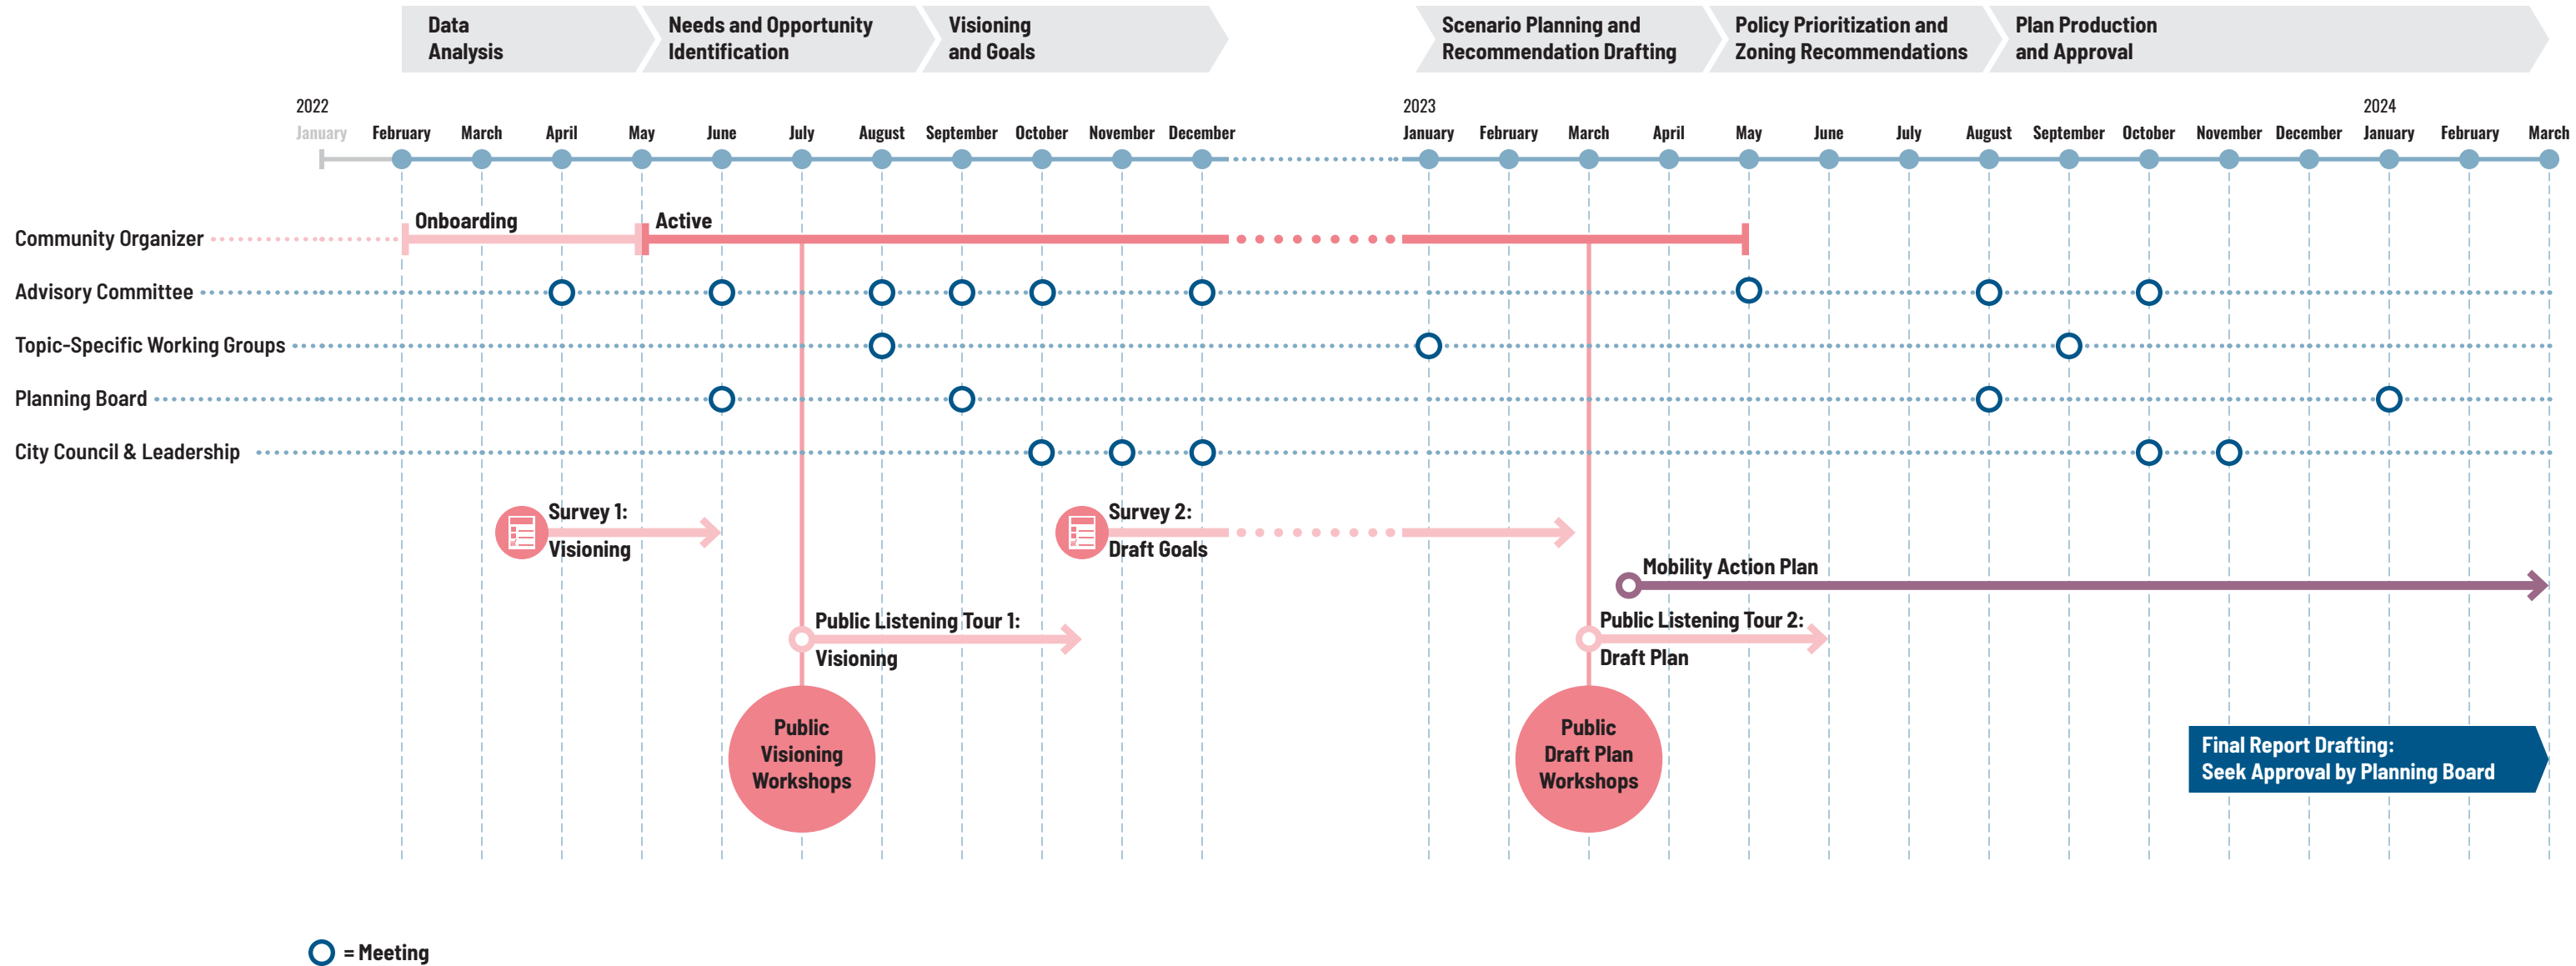 Data
Analysis
Needs and Opportunity
Identification
Visioning
and Goals
Scenario Planning and
Recommendation Drafting
Policy Prioritization and
Zoning Recommendations
Plan Production
and Approval
2022
2023
2024
January February March April May June July August September October November December January February March April May June July August September October November December January February March
Onboarding
Active
Community Organizer
Advisory Committee
Topic-Specific Working Groups
Planning Board
City Council & Leadership
Survey 1:
Visioning
Survey 2:
Draft Goals
Mobility Action Plan
Public Listening Tour 1:
Visioning
Public Listening Tour 2:
Draft Plan
Public
Visioning
Workshops
Public
Draft Plan
Workshops
Final Report Drafting:
Seek Approval by Planning Board
= Meeting